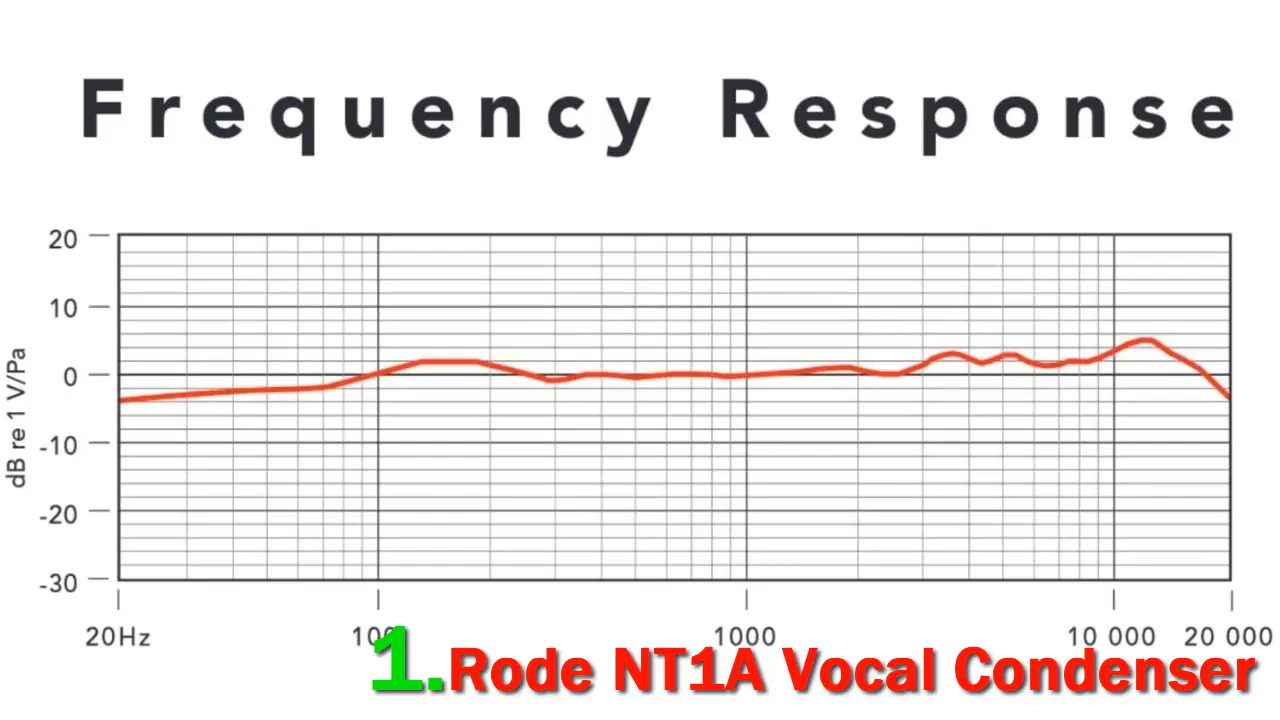 Frequency Response
20
10
0
-10
-20
-30
dB re 1 V/Pa
20Hz 100 1000 10 000 20 000
1.Rode NT1A Vocal Condenser